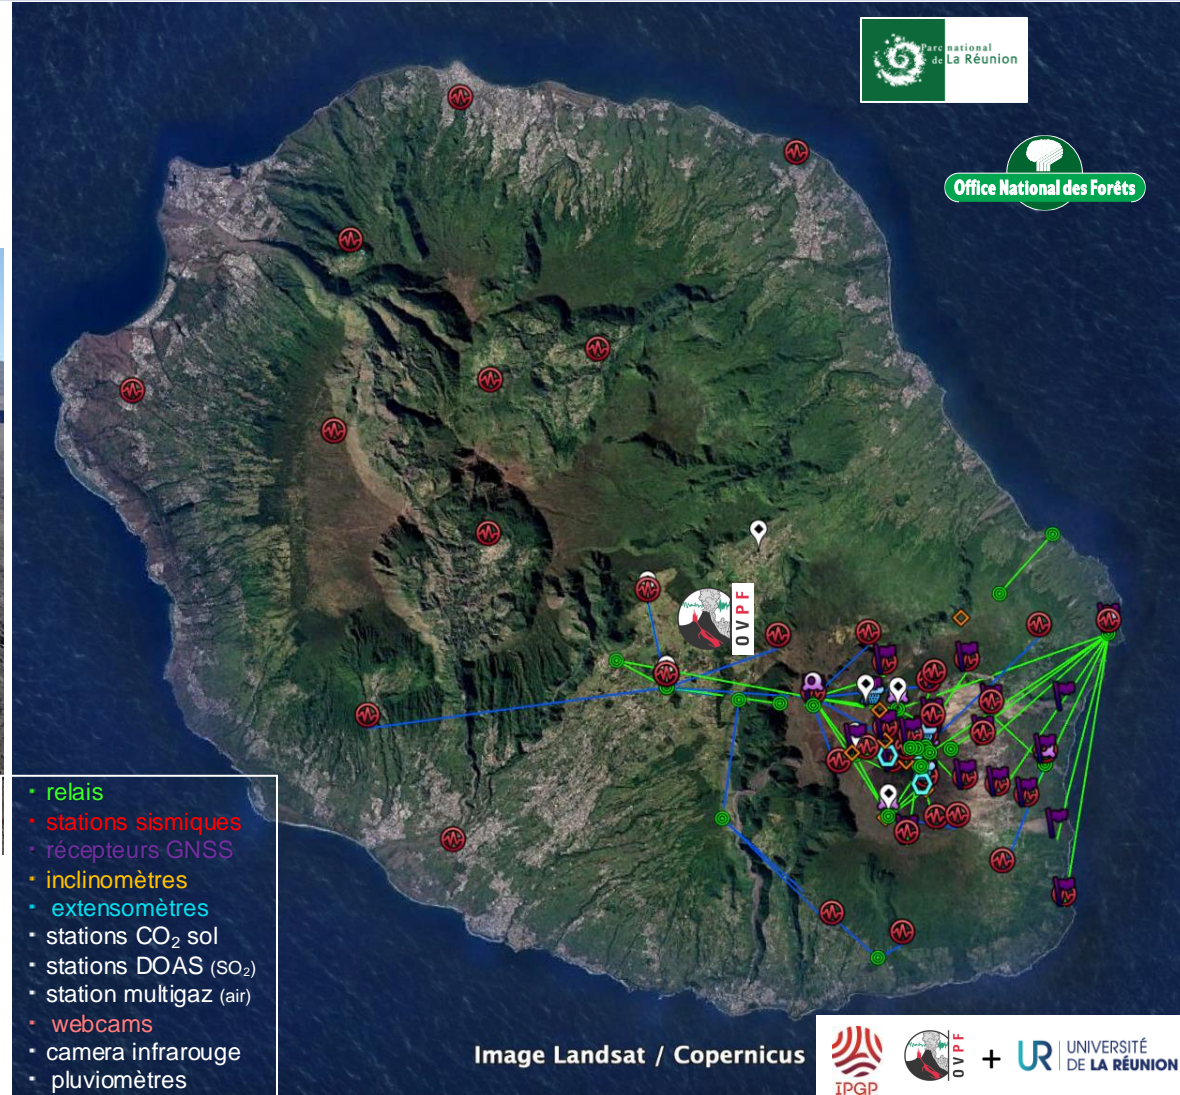 Parc national
de La Réunion
Office National des Forêts
OVPF
· relais
· stations sismiques
· récepteurs GNSS
· inclinomètres
· extensomètres
· stations CO₂ sol
· stations DOAS (SO₂)
· station multigaz (air)
· webcams
· camera infrarouge
· pluviomètres
Image Landsat / Copernicus
IPGP
OVPF
+
UR UNIVERSITÉ
DE LA RÉUNION